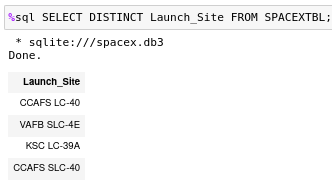 %sql SELECT DISTINCT Launch_Site FROM SPACEXTBL;
* sqlite:///spacex.db3
Done.
Launch_Site
CCAFS LC-40
VAFB SLC-4E
KSC LC-39A
CCAFS SLC-40